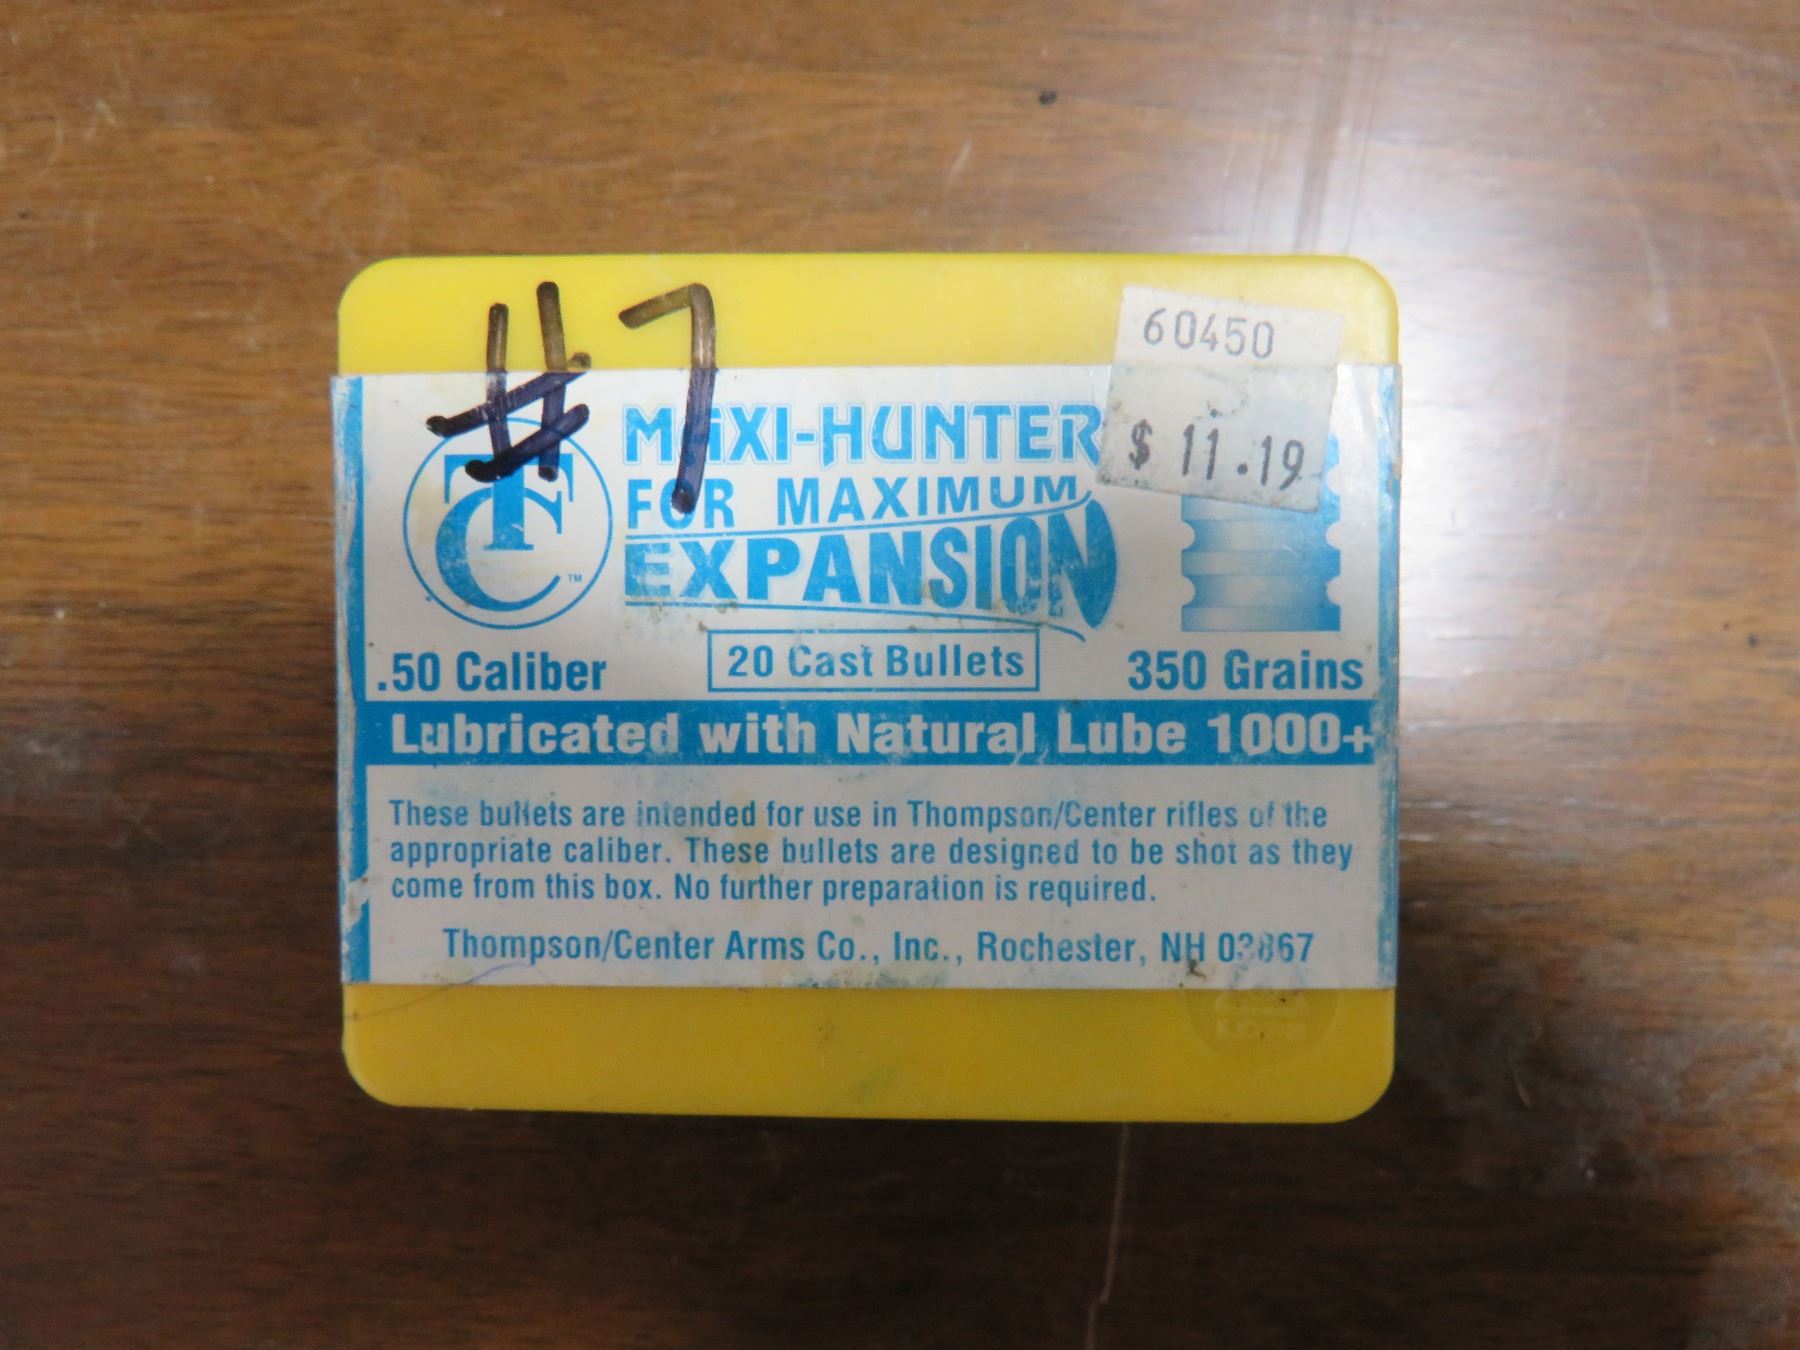 #7
60450
$ 11.19
TC
™
MAXI-HUNTER
FOR MAXIMUM
EXPANSION
.50 Caliber
20 Cast Bullets
350 Grains
Lubricated with Natural Lube 1000+
These bullets are intended for use in Thompson/Center rifles of the
appropriate caliber. These bullets are designed to be shot as they
come from this box. No further preparation is required.
Thompson/Center Arms Co., Inc., Rochester, NH 03867